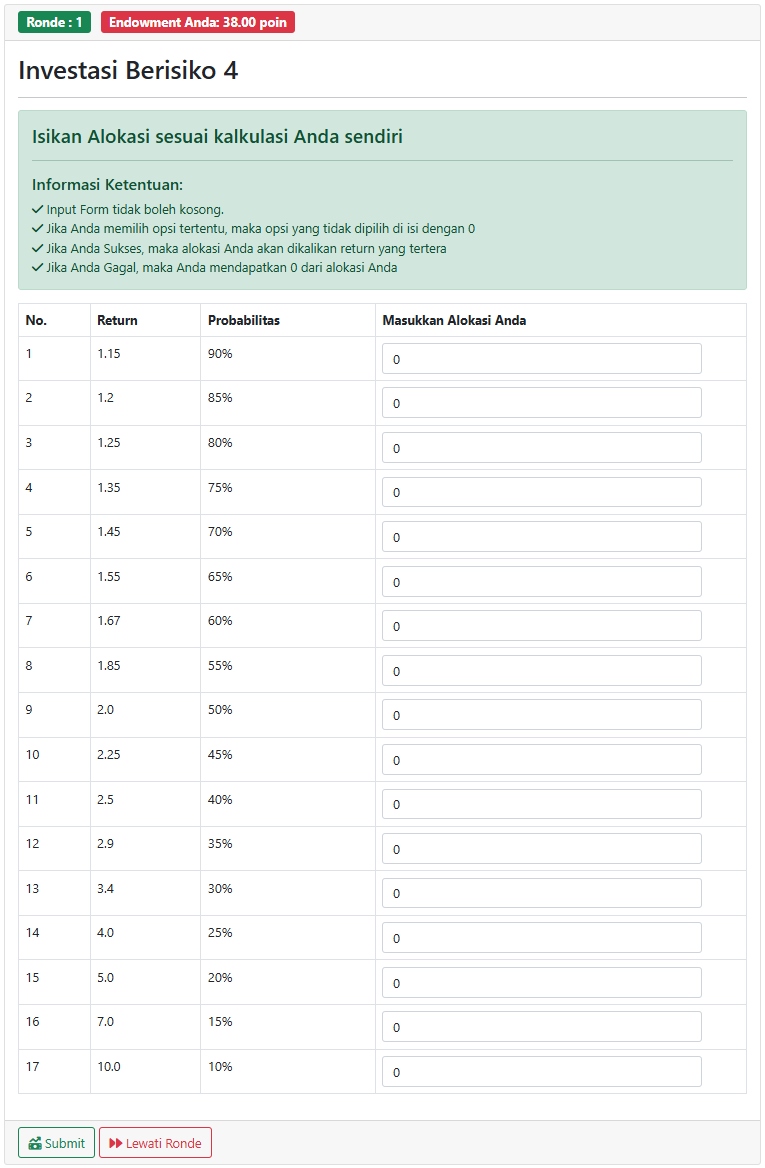 Ronde : 1 Endowment Anda: 38.00 poin
Investasi Berisiko 4
Isikan Alokasi sesuai kalkulasi Anda sendiri
Informasi Ketentuan:
Input Form tidak boleh kosong.
Jika Anda memilih opsi tertentu, maka opsi yang tidak dipilih di isi dengan 0
Jika Anda Sukses, maka alokasi Anda akan dikalikan return yang tertera
Jika Anda Gagal, maka Anda mendapatkan 0 dari alokasi Anda
No. Return Probabilitas Masukkan Alokasi Anda
1 1.15 90% 0
2 1.2 85% 0
3 1.25 80% 0
4 1.35 75% 0
5 1.45 70% 0
6 1.55 65% 0
7 1.67 60% 0
8 1.85 55% 0
9 2.0 50% 0
10 2.25 45% 0
11 2.5 40% 0
12 2.9 35% 0
13 3.4 30% 0
14 4.0 25% 0
15 5.0 20% 0
16 7.0 15% 0
17 10.0 10% 0
Submit Lewati Ronde